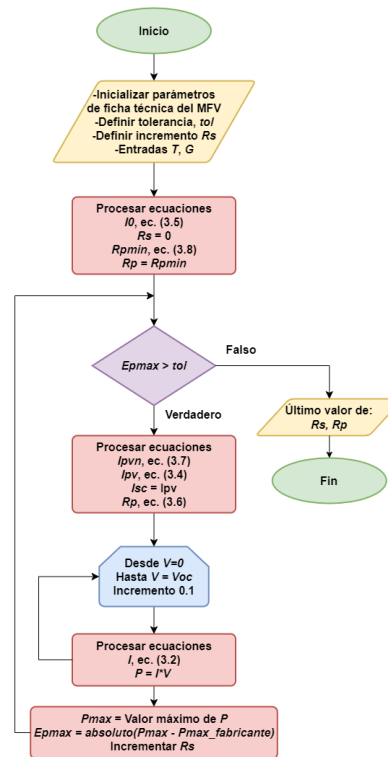 Inicio
-Inicializar parámetros
de ficha técnica del MFV
-Definir tolerancia, tol
-Definir incremento Rs
-Entradas T, G
Procesar ecuaciones
I0, ec. (3.5)
Rs = 0
Rpmin, ec. (3.8)
Rp = Rpmin
Epmax > tol
Falso
Verdadero
Último valor de:
Rs, Rp
Fin
Procesar ecuaciones
Ipvn, ec. (3.7)
Ipv, ec. (3.4)
Isc = Ipv
Rp, ec. (3.6)
Desde V=0
Hasta V = Voc
Incremento 0.1
Procesar ecuaciones
I, ec. (3.2)
P = I*V
Pmax = Valor máximo de P
Epmax = absoluto(Pmax - Pmax_fabricante)
Incrementar Rs